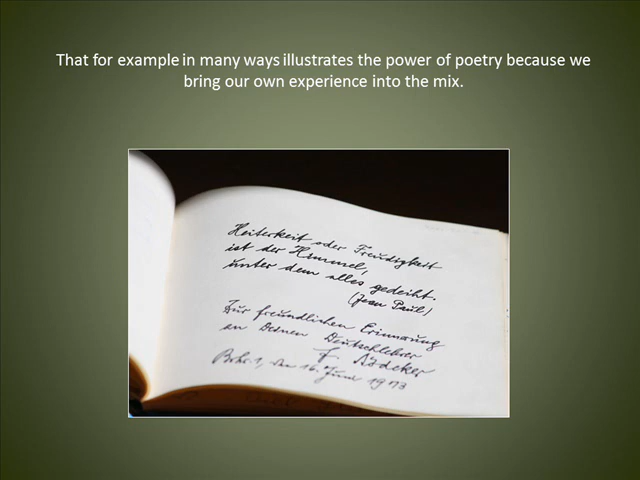 That for example in many ways illustrates the power of poetry because we
bring our own experience into the mix.
Heiterkeit oder Freudigkeit
ist der Himmel,
unter dem alles gedeiht.
(Jean Paul)
Zur freundlichen Erinnerung
an Deinen Deutschlehrer
F. Rödeker
den 16. Juni 1973